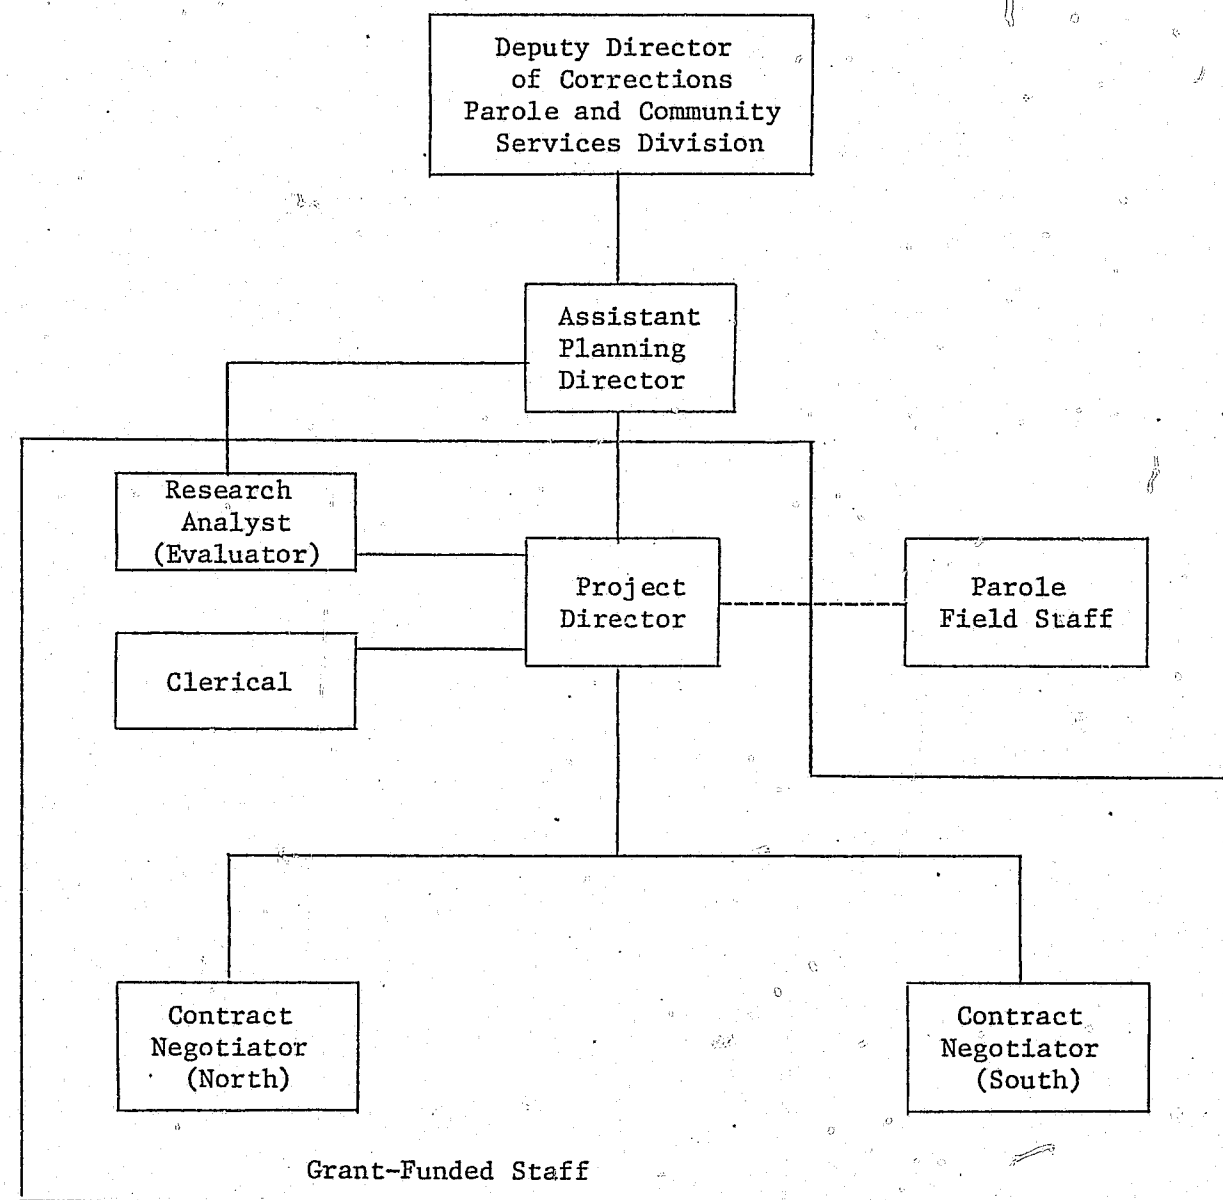 Deputy Director
of Corrections
Parole and Community
Services Division
Assistant
Planning
Director
Research
Analyst
(Evaluator)
Project
Director
Parole
Field Staff
Clerical
Contract
Negotiator
(North)
Contract
Negotiator
(South)
Grant-Funded Staff